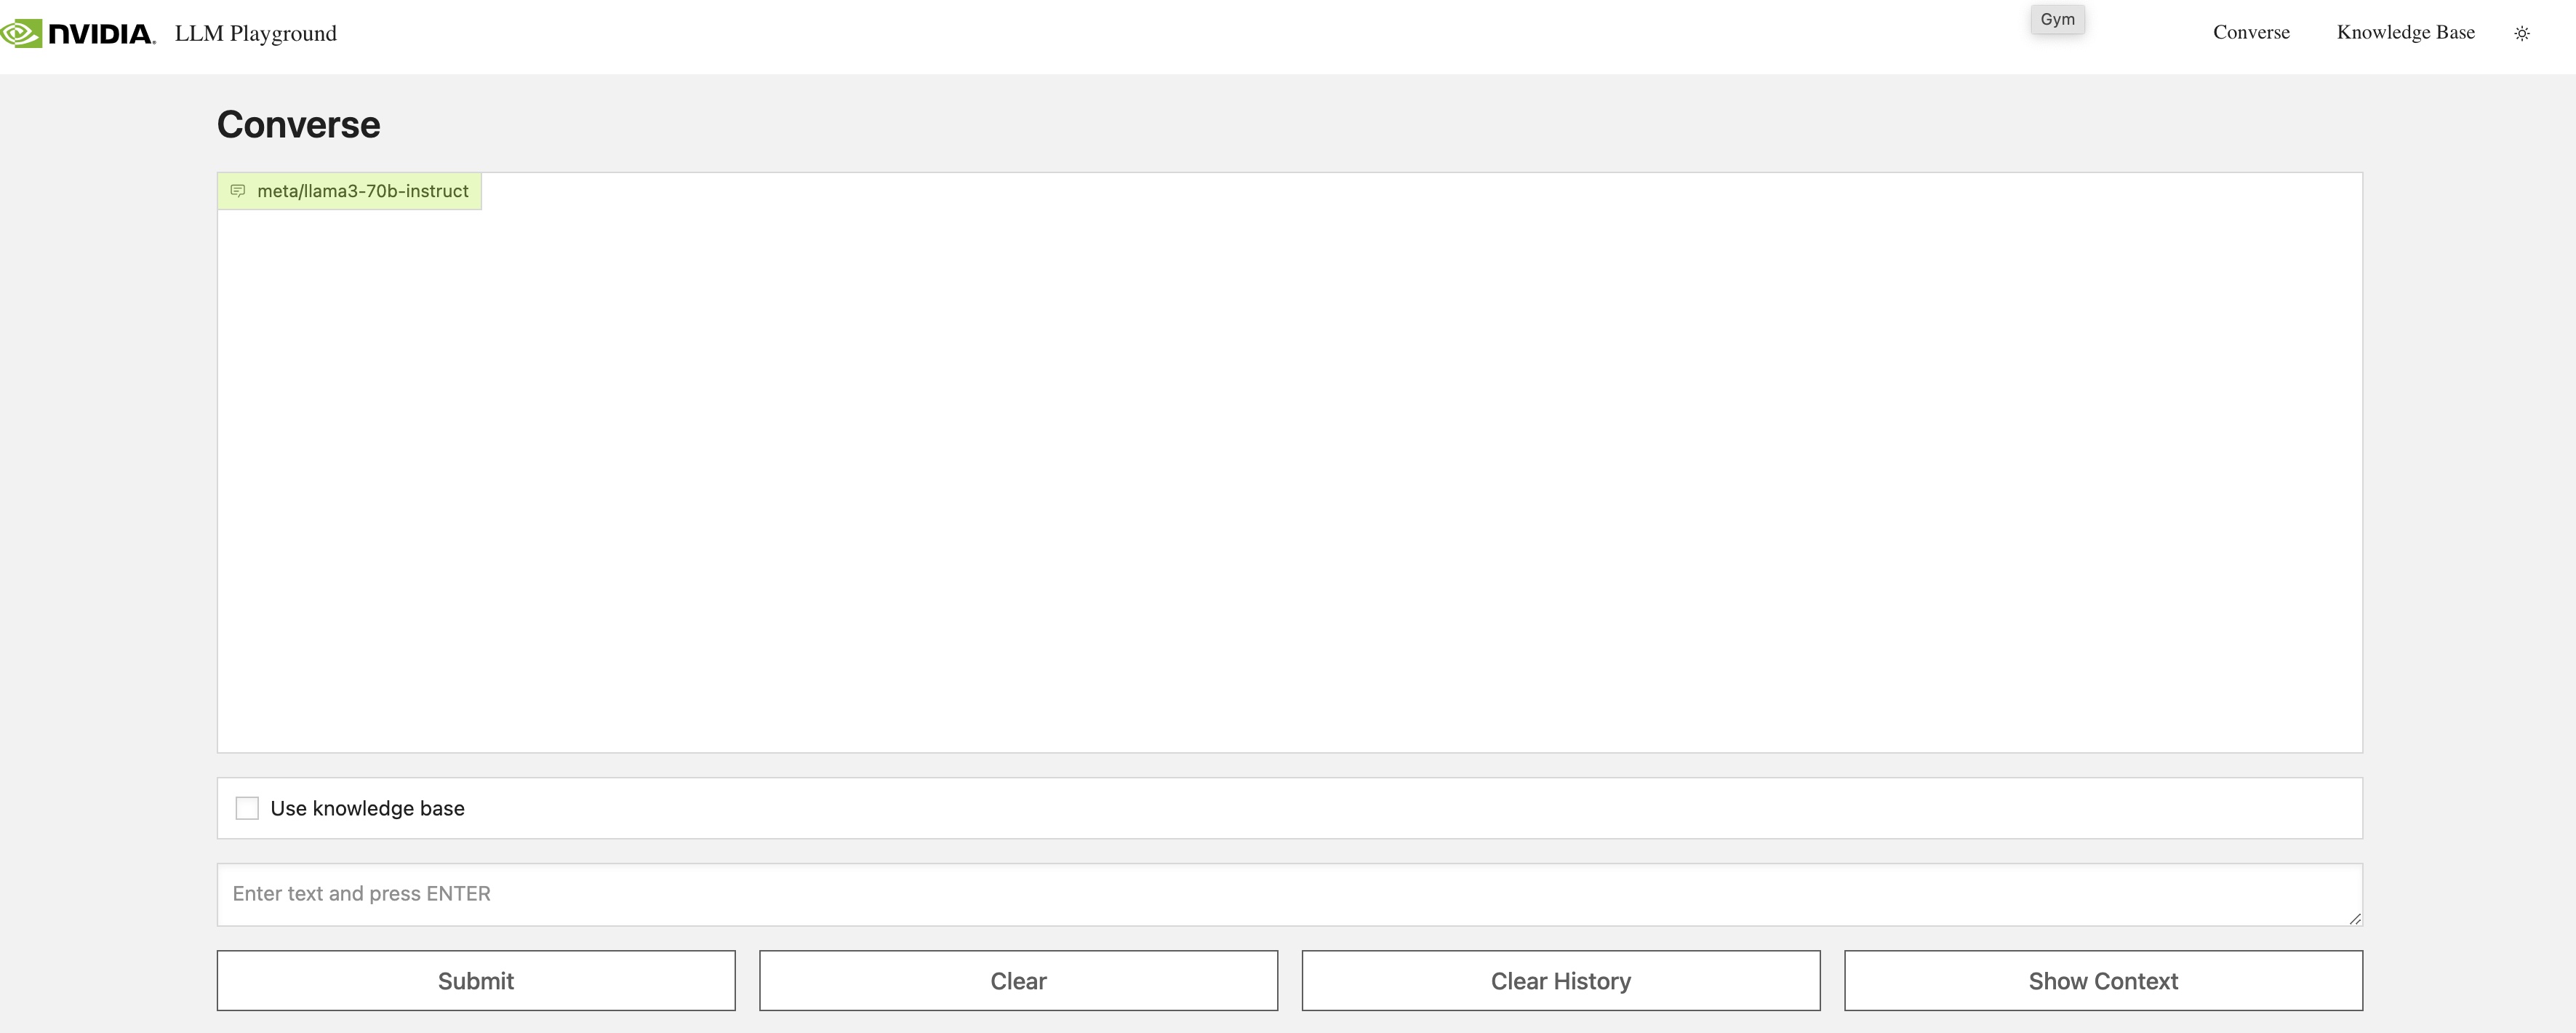 NVIDIA. LLM Playground
Gym
Converse
Knowledge Base
Converse
meta/llama3-70b-instruct
Use knowledge base
Enter text and press ENTER
Submit
Clear
Clear History
Show Context